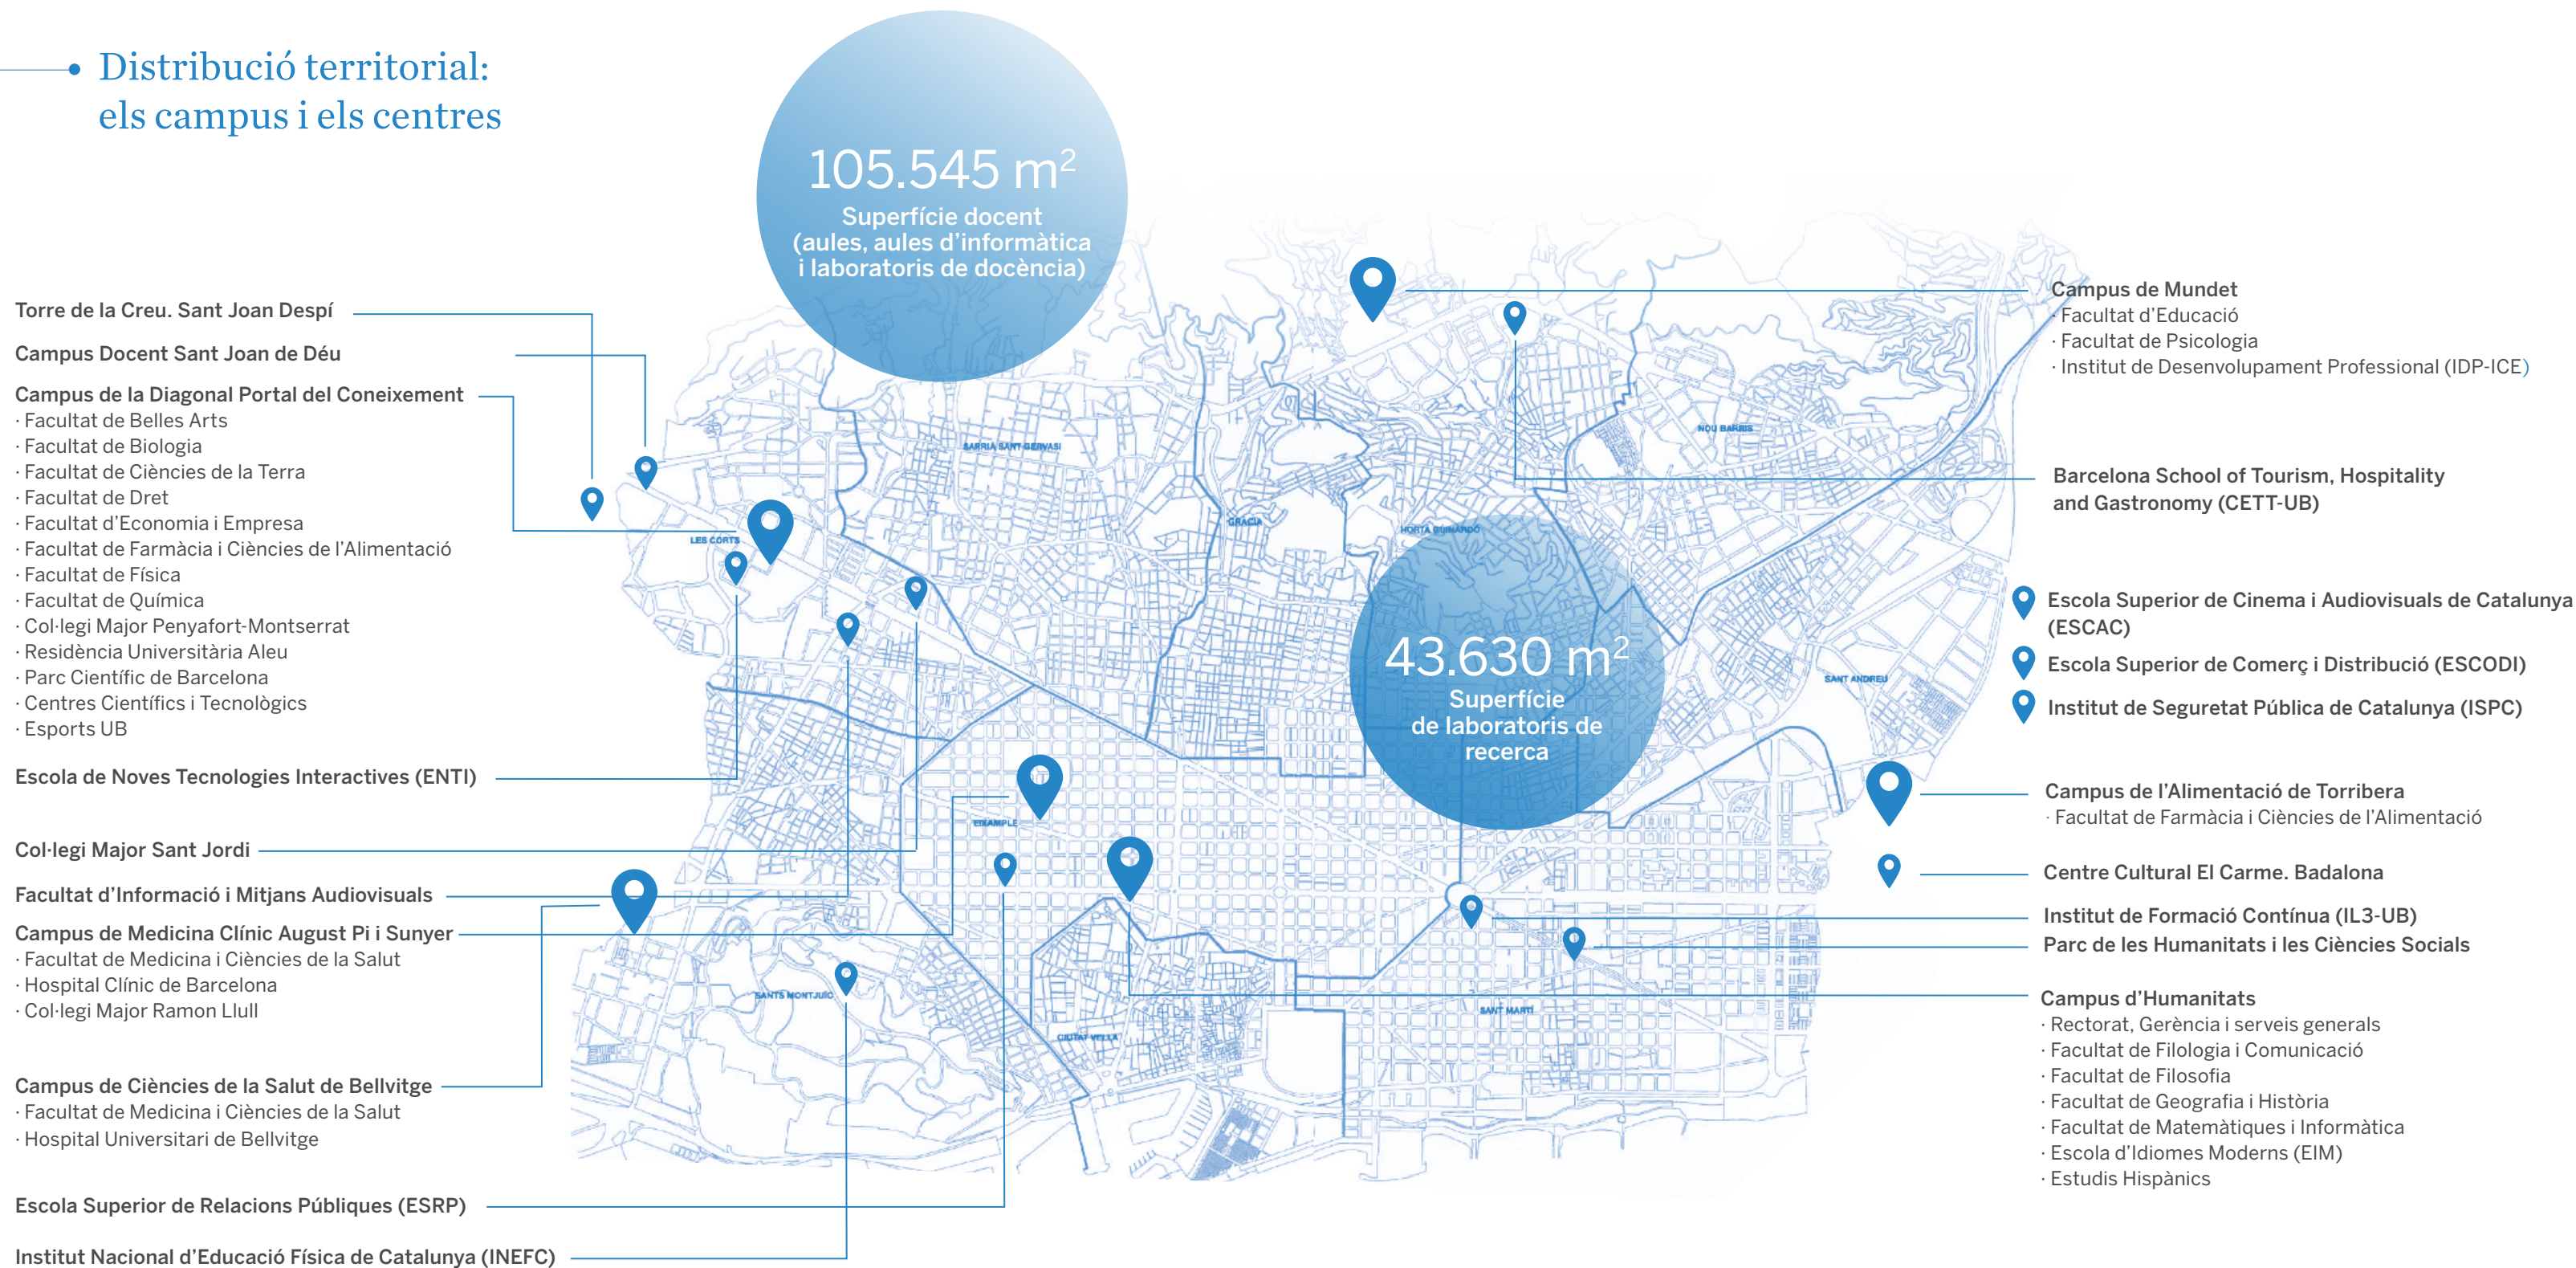 Distribució territorial:
els campus i els centres
105.545 m²
Superfície docent
(aules, aules d’informàtica
i laboratoris de docència)
Torre de la Creu. Sant Joan Despí
Campus Docent Sant Joan de Déu
Campus de la Diagonal Portal del Coneixement
· Facultat de Belles Arts
· Facultat de Biologia
· Facultat de Ciències de la Terra
· Facultat de Dret
· Facultat d’Economia i Empresa
· Facultat de Farmàcia i Ciències de l’Alimentació
· Facultat de Física
· Facultat de Química
· Col·legi Major Penyafort-Montserrat
· Residència Universitària Aleu
· Parc Científic de Barcelona
· Centres Científics i Tecnològics
· Esports UB
Escola de Noves Tecnologies Interactives (ENTI)
Col·legi Major Sant Jordi
Facultat d’Informació i Mitjans Audiovisuals
Campus de Medicina Clínic August Pi i Sunyer
· Facultat de Medicina i Ciències de la Salut
· Hospital Clínic de Barcelona
· Col·legi Major Ramon Llull
Campus de Ciències de la Salut de Bellvitge
· Facultat de Medicina i Ciències de la Salut
· Hospital Universitari de Bellvitge
Escola Superior de Relacions Públiques (ESRP)
Institut Nacional d’Educació Física de Catalunya (INEFC)
SARRIÀ SANT GERVASI
NOU BARRIS
GRACIA
HORTA GUINARDÓ
LES CORTS
SANT ANDREU
EIXAMPLE
SANTS MONTJUIC
CIUTAT VELLA
SANT MARTÍ
43.630 m²
Superfície
de laboratoris de
recerca
Campus de Mundet
· Facultat d’Educació
· Facultat de Psicologia
· Institut de Desenvolupament Professional (IDP-ICE)
Barcelona School of Tourism, Hospitality
and Gastronomy (CETT-UB)
Escola Superior de Cinema i Audiovisuals de Catalunya
(ESCAC)
Escola Superior de Comerç i Distribució (ESCODI)
Institut de Seguretat Pública de Catalunya (ISPC)
Campus de l’Alimentació de Torribera
· Facultat de Farmàcia i Ciències de l’Alimentació
Centre Cultural El Carme. Badalona
Institut de Formació Contínua (IL3-UB)
Parc de les Humanitats i les Ciències Socials
Campus d’Humanitats
· Rectorat, Gerència i serveis generals
· Facultat de Filologia i Comunicació
· Facultat de Filosofia
· Facultat de Geografia i Història
· Facultat de Matemàtiques i Informàtica
· Escola d’Idiomes Moderns (EIM)
· Estudis Hispànics